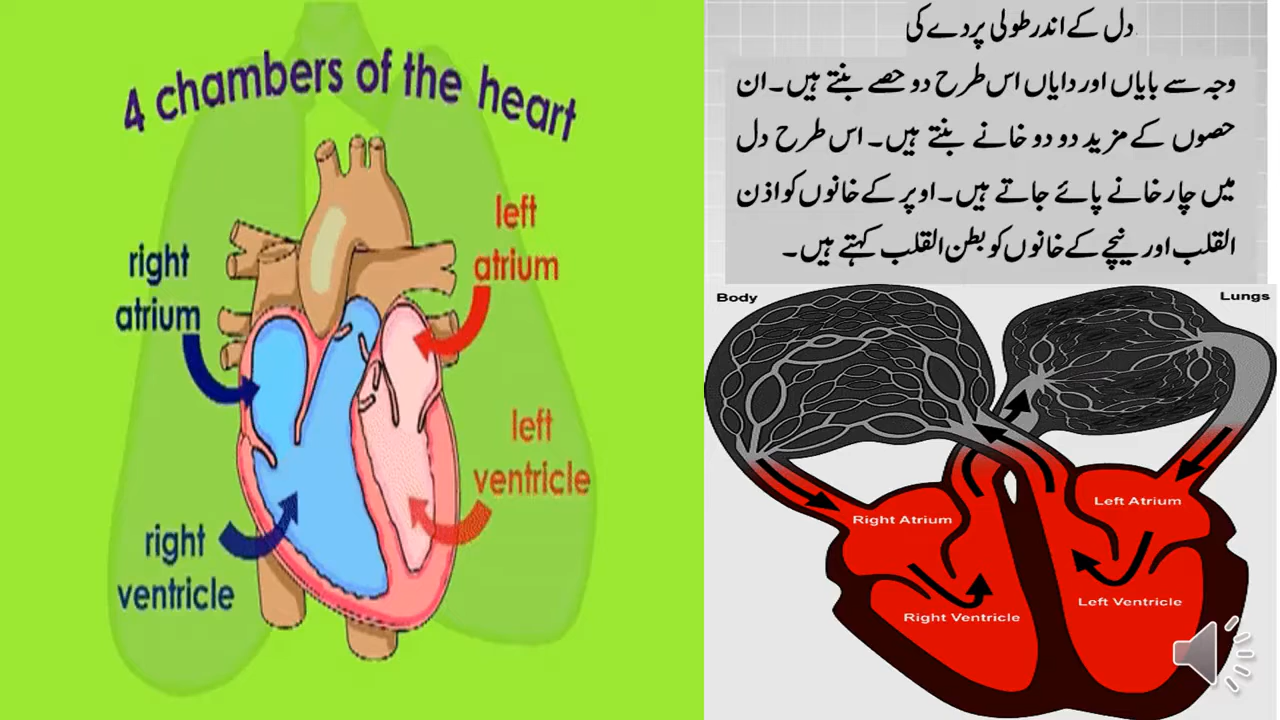 4 chambers of the heart
left
atrium
right
atrium
left
ventricle
right
ventricle
دل کے اندر طولی پردے کی
وجہ سے بایاں اور دایاں اس طرح دو حصے بنتے ہیں۔ ان
حصوں کے مزید دو دو خانے بنتے ہیں۔ اس طرح دل
میں چار خانے پائے جاتے ہیں۔ اوپر کے خانوں کو اذن
القلب اور نیچے کے خانوں کو بطن القلب کہتے ہیں۔
Body
Lungs
Right Atrium
Left Atrium
Right Ventricle
Left Ventricle